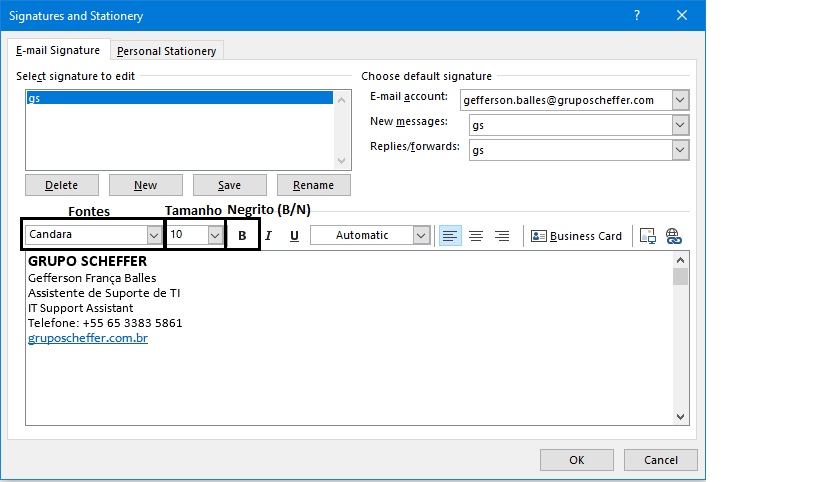 Signatures and Stationery ?
E-mail Signature Personal Stationery
Select signature to edit
gs
Delete New Save Rename
Choose default signature
E-mail account: gefferson.balles@gruposcheffer.com
New messages: gs
Replies/forwards: gs
Fontes Tamanho Negrito (B/N)
Candara 10 B I U Automatic Business Card
GRUPO SCHEFFER
Gefferson França Balles
Assistente de Suporte de TI
IT Support Assistant
Telefone: +55 65 3383 5861
gruposcheffer.com.br
OK Cancel